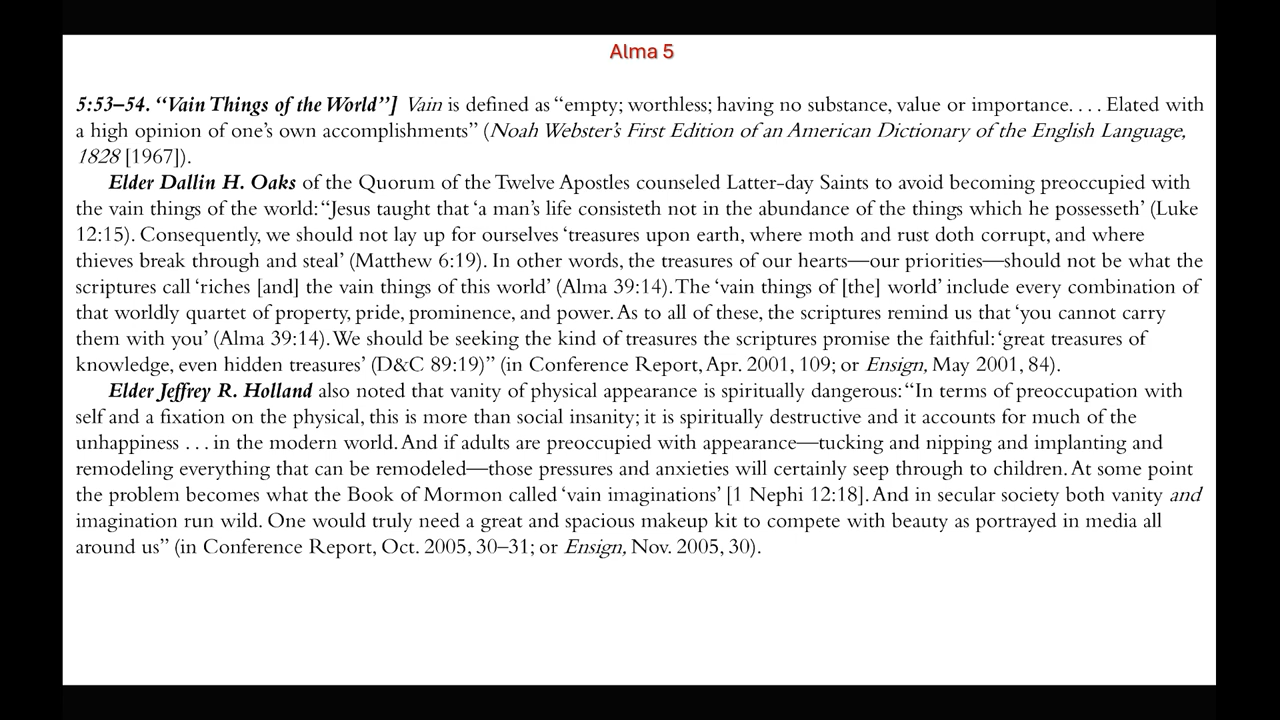 Alma 5
5:53–54. “Vain Things of the World”] Vain is defined as “empty; worthless; having no substance, value or importance. . . . Elated with
a high opinion of one’s own accomplishments” (Noah Webster’s First Edition of an American Dictionary of the English Language,
1828 [1967]).
Elder Dallin H. Oaks of the Quorum of the Twelve Apostles counseled Latter-day Saints to avoid becoming preoccupied with
the vain things of the world: “Jesus taught that ‘a man’s life consisteth not in the abundance of the things which he possesseth’ (Luke
12:15). Consequently, we should not lay up for ourselves ‘treasures upon earth, where moth and rust doth corrupt, and where
thieves break through and steal’ (Matthew 6:19). In other words, the treasures of our hearts—our priorities—should not be what the
scriptures call ‘riches [and] the vain things of this world’ (Alma 39:14). The ‘vain things of [the] world’ include every combination of
that worldly quartet of property, pride, prominence, and power. As to all of these, the scriptures remind us that ‘you cannot carry
them with you’ (Alma 39:14). We should be seeking the kind of treasures the scriptures promise the faithful: ‘great treasures of
knowledge, even hidden treasures’ (D&C 89:19)” (in Conference Report, Apr. 2001, 109; or Ensign, May 2001, 84).
Elder Jeffrey R. Holland also noted that vanity of physical appearance is spiritually dangerous: “In terms of preoccupation with
self and a fixation on the physical, this is more than social insanity; it is spiritually destructive and it accounts for much of the
unhappiness . . . in the modern world. And if adults are preoccupied with appearance—tucking and nipping and implanting and
remodeling everything that can be remodeled—those pressures and anxieties will certainly seep through to children. At some point
the problem becomes what the Book of Mormon called ‘vain imaginations’ [1 Nephi 12:18]. And in secular society both vanity and
imagination run wild. One would truly need a great and spacious makeup kit to compete with beauty as portrayed in media all
around us” (in Conference Report, Oct. 2005, 30–31; or Ensign, Nov. 2005, 30).